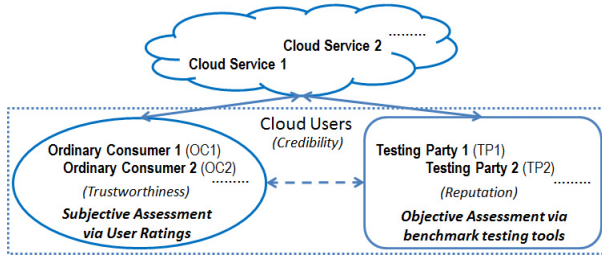 Cloud Service 2 .........
Cloud Service 1
Cloud Users
(Credibility)
Ordinary Consumer 1 (OC1)
Ordinary Consumer 2 (OC2)
.........
(Trustworthiness)
Subjective Assessment
via User Ratings
Testing Party 1 (TP1)
Testing Party 2 (TP2)
.........
(Reputation)
Objective Assessment via
benchmark testing tools